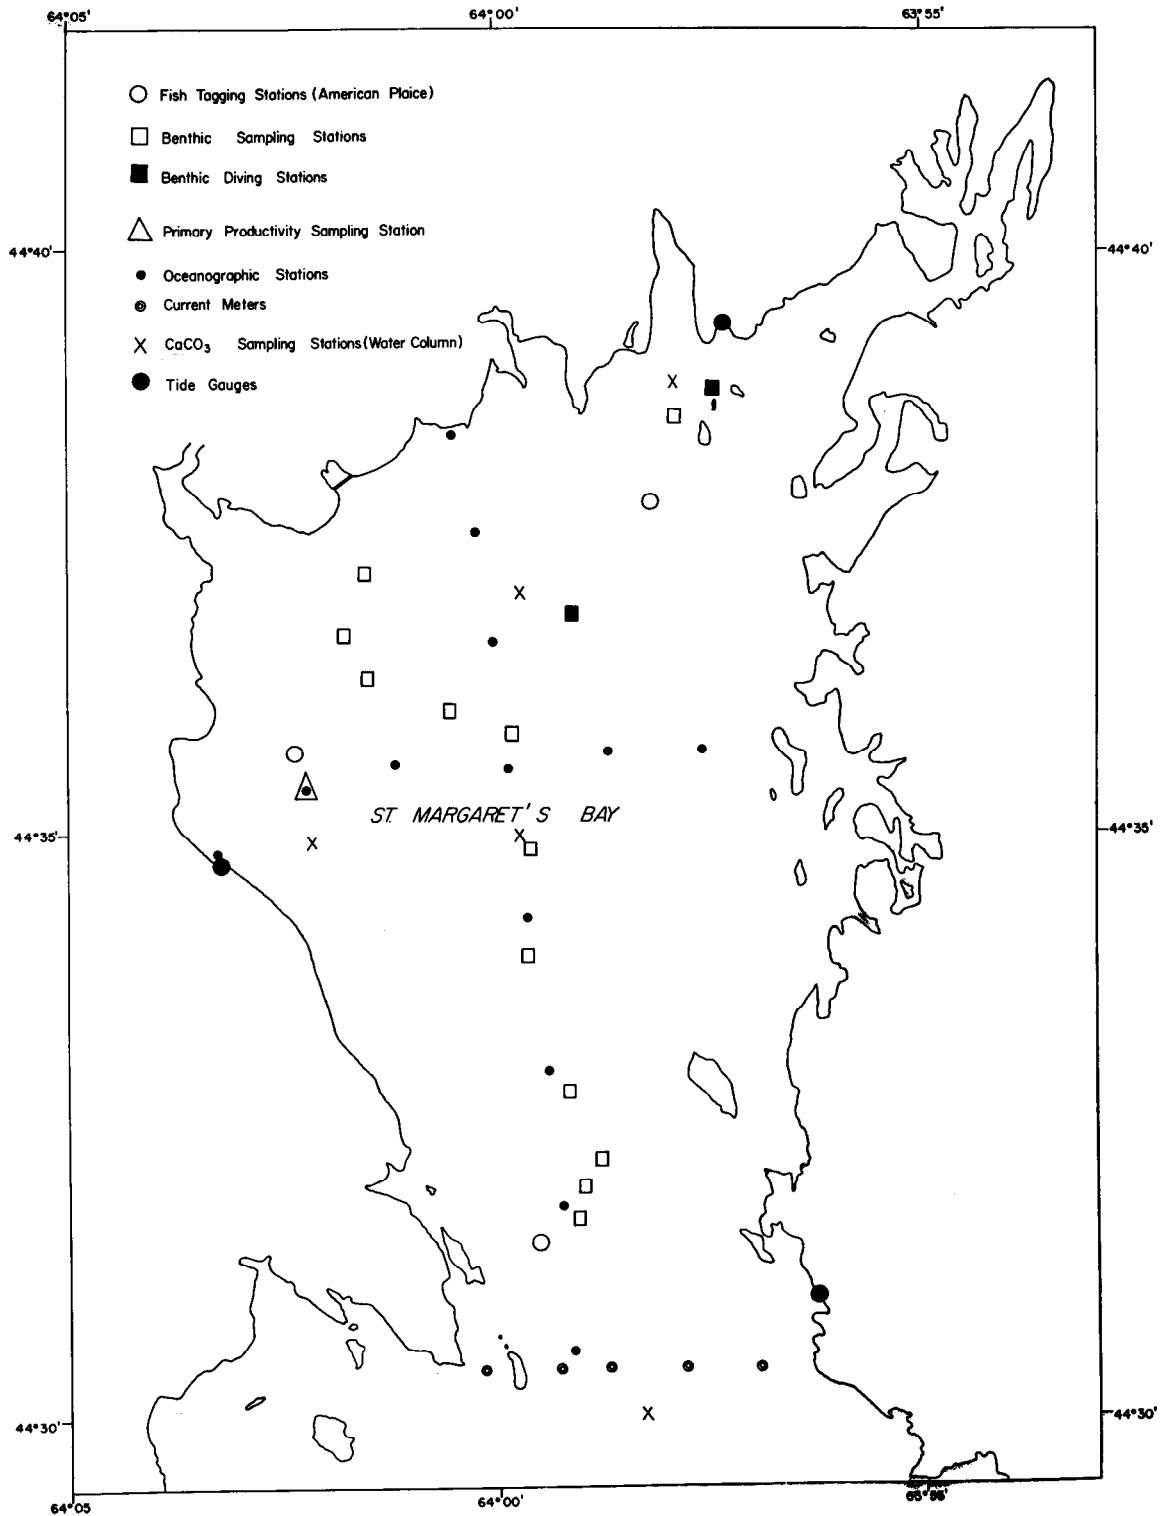 64°05' 64°00' 63°55'
Fish Tagging Stations (American Plaice)
Benthic Sampling Stations
Benthic Diving Stations
Primary Productivity Sampling Station
44°40' 44°40'
Oceanographic Stations
Current Meters
CaCO3 Sampling Stations (Water Column)
Tide Gauges
ST. MARGARET'S BAY
44°35' 44°35'
44°30' 44°30'
64°05 64°00'